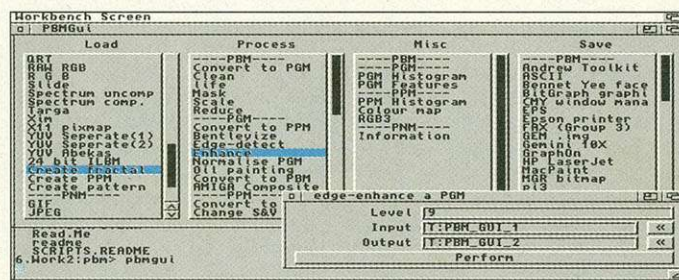 Workbench Screen
PBMGui
Load
QRT
RAW RGB
R G B
Slide
Spectrum uncomp
Spectrum comp.
Targa
Xim
X11 pixmap
YUV Seperate(1)
YUV Seperate(2)
YUV Abekas
24 bit ILBM
Create fractal
Create PPM
Create pattern
----PNM----
GIF
JPEG
Process
----PBM----
Convert to PGM
Clean
life
Mask
Scale
Reduce
----PGM----
Convert to PPM
Bentleyize
Edge-detect
Enhance
Normalise PGM
Oil painting
Convert to PBM
AMIGA Composite
----PPM----
Convert to
Change S&V
Misc
----PBM----
----PGM----
PGM Histogram
PGM Features
----PPM----
PPM Histogram
Colour map
RGB3
----PNM----
Information
Save
----PBM----
Andrew Toolkit
ASCII
Bennet Yee face
BitGraph graphi
CMY window mana
EPS
Epson printer
FAX (Group 3)
GEM .img
Gemini 10X
GraphOn
HP LaserJet
MacPaint
MGR bitmap
pi3
edge-enhance a PGM
Level 9
Input T:PBM_GUI_1 «
Output T:PBM_GUI_2 «
Perform
Read.Me
readme
SCRIPTS.README
6.Work2:pbm> pbmgui